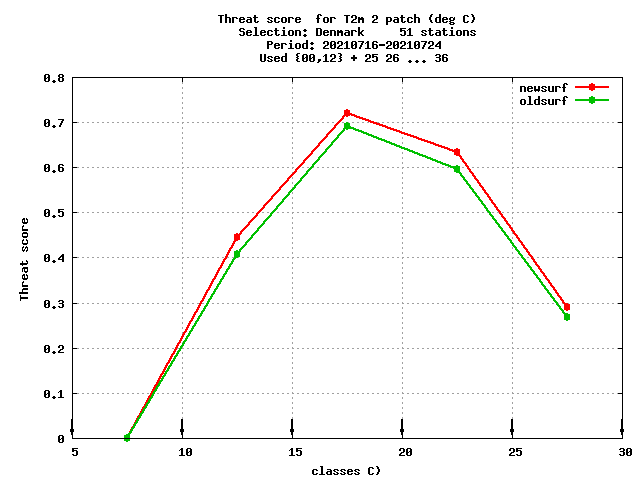 Threat score  for T2m 2 patch (deg C)
Selection: Denmark     51 stations
Period: 20210716-20210724
Used {00,12} + 25 26 ... 36
newsurf
oldsurf
Threat score
0.8
0.7
0.6
0.5
0.4
0.3
0.2
0.1
0
5 10 15 20 25 30
classes C)